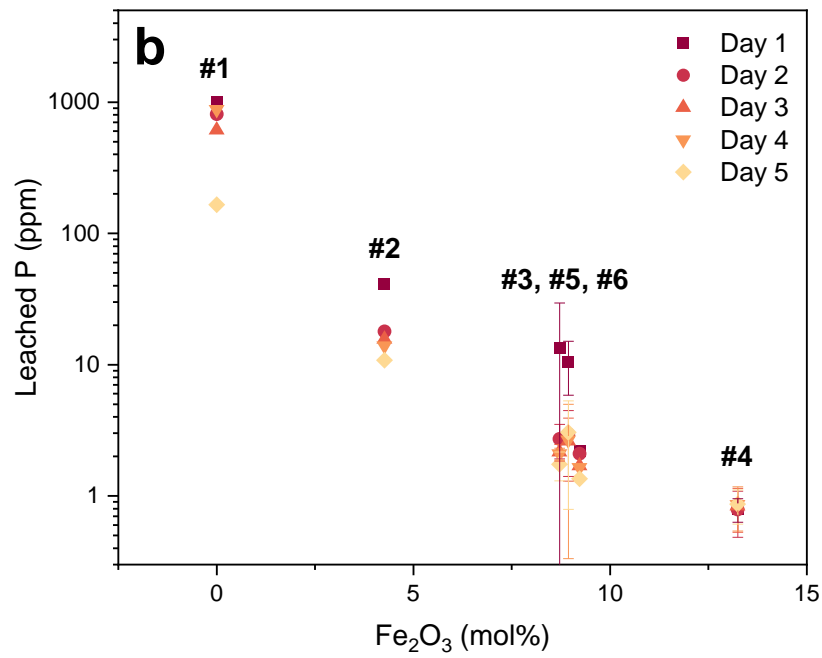 b
Day 1
Day 2
Day 3
Day 4
Day 5
#1
#2
#3, #5, #6
#4
Leached P (ppm)
1000
100
10
1
0
5
10
15
Fe₂O₃ (mol%)